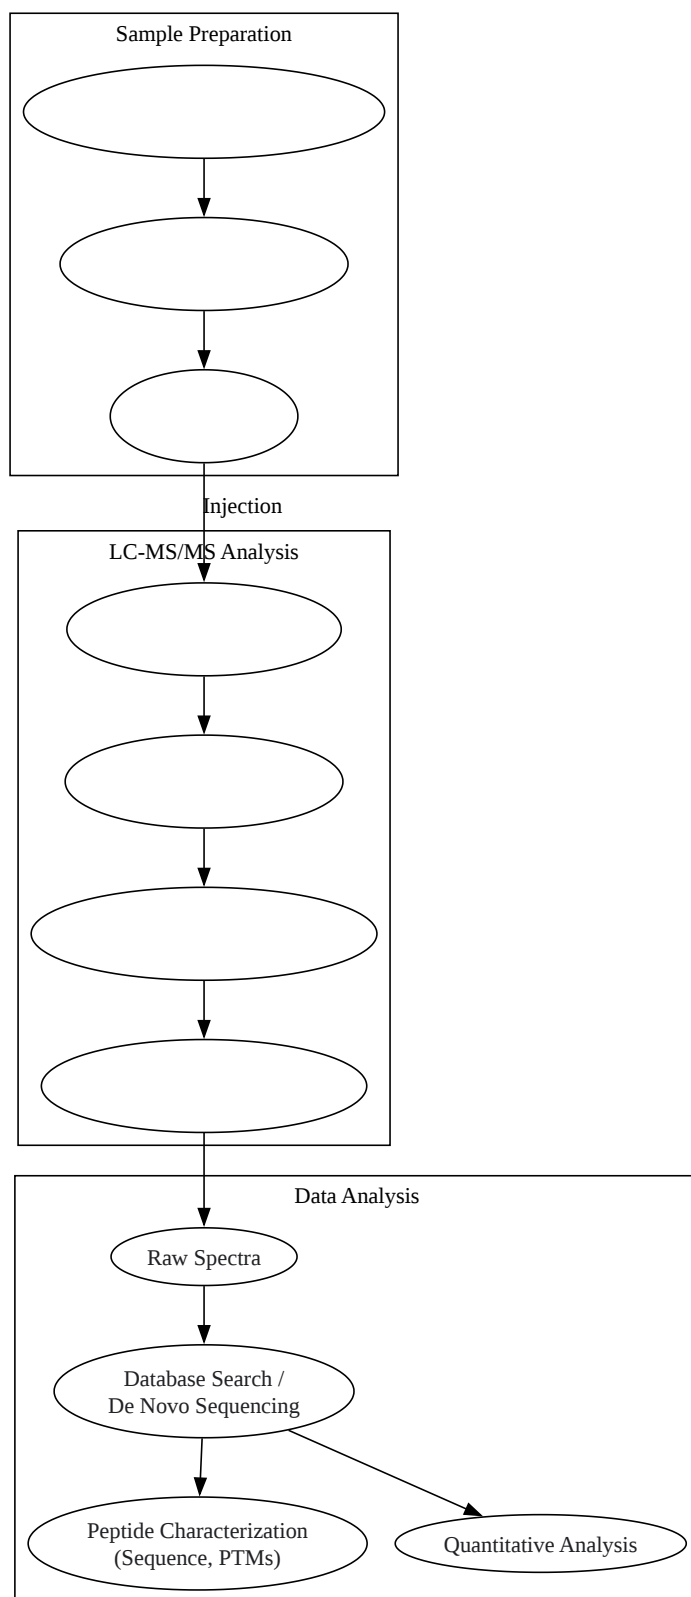 Sample Preparation
Injection
LC-MS/MS Analysis
Data Analysis
Raw Spectra
Database Search /
De Novo Sequencing
Peptide Characterization
(Sequence, PTMs)
Quantitative Analysis